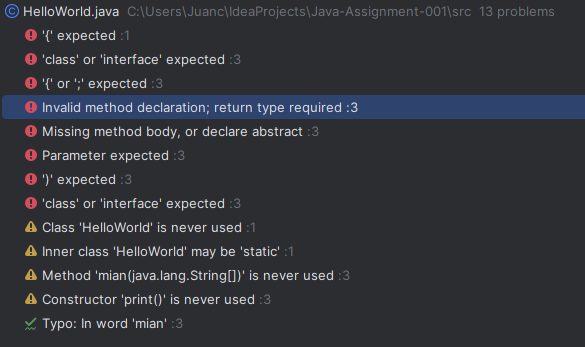 HelloWorld.java C:\Users\Juanc\IdeaProjects\Java-Assignment-001\src 13 problems
'{' expected :1
'class' or 'interface' expected :3
'{' or ';' expected :3
Invalid method declaration; return type required :3
Missing method body, or declare abstract :3
Parameter expected :3
')' expected :3
'class' or 'interface' expected :3
Class 'HelloWorld' is never used :1
Inner class 'HelloWorld' may be 'static' :1
Method 'mian(java.lang.String[])' is never used :3
Constructor 'print()' is never used :3
Typo: In word 'mian' :3